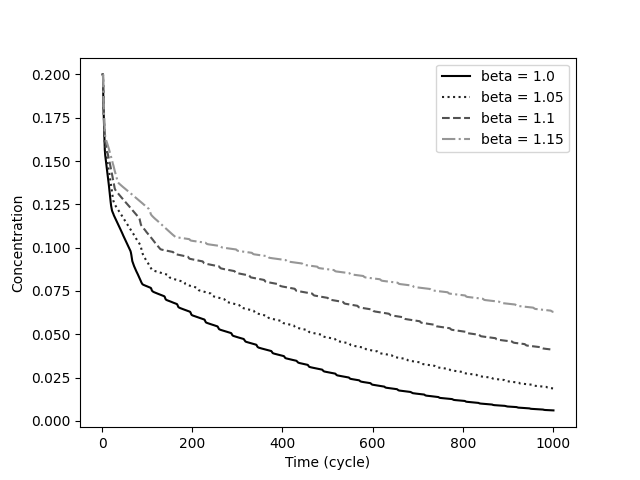 0.200
0.175
0.150
0.125
0.100
0.075
0.050
0.025
0.000
Concentration
0 200 400 600 800 1000
Time (cycle)
beta = 1.0
beta = 1.05
beta = 1.1
beta = 1.15